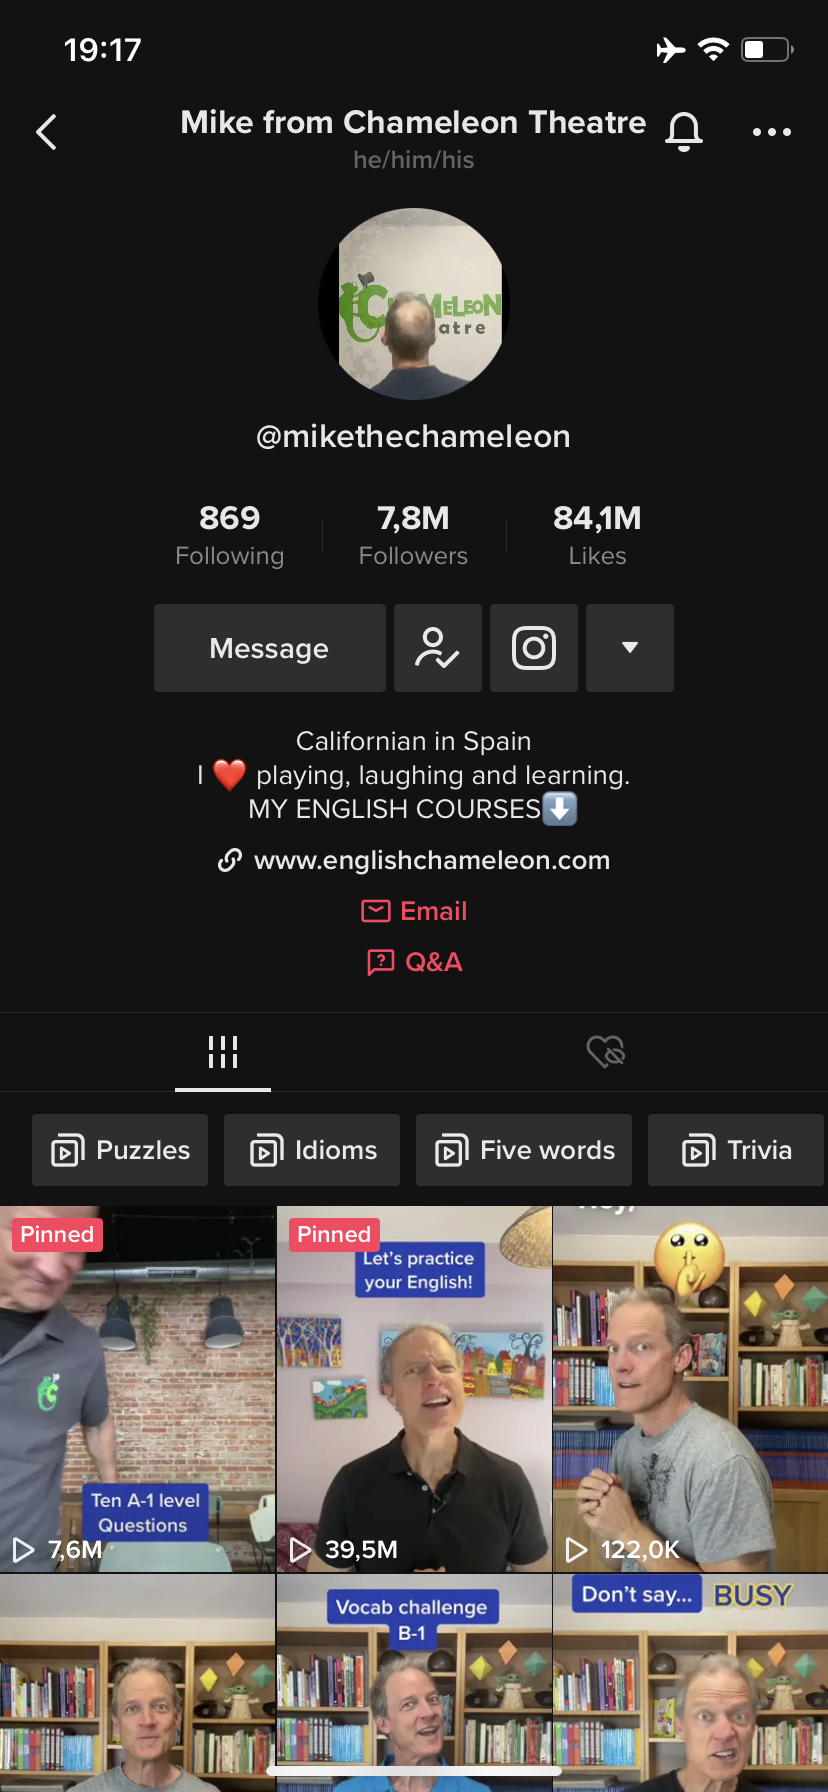 19:17
Mike from Chameleon Theatre
he/him/his
CHAMELEON
atre
@mikethechameleon
869 7,8M 84,1M
Following Followers Likes
Message
Californian in Spain
I ❤️ playing, laughing and learning.
MY ENGLISH COURSES⬇️
www.englishchameleon.com
Email
Q&A
Puzzles Idioms Five words Trivia
Pinned
Ten A-1 level
Questions
7,6M
Pinned
Let's practice
your English!
39,5M
122,0K
Vocab challenge
B-1
Don't say... BUSY